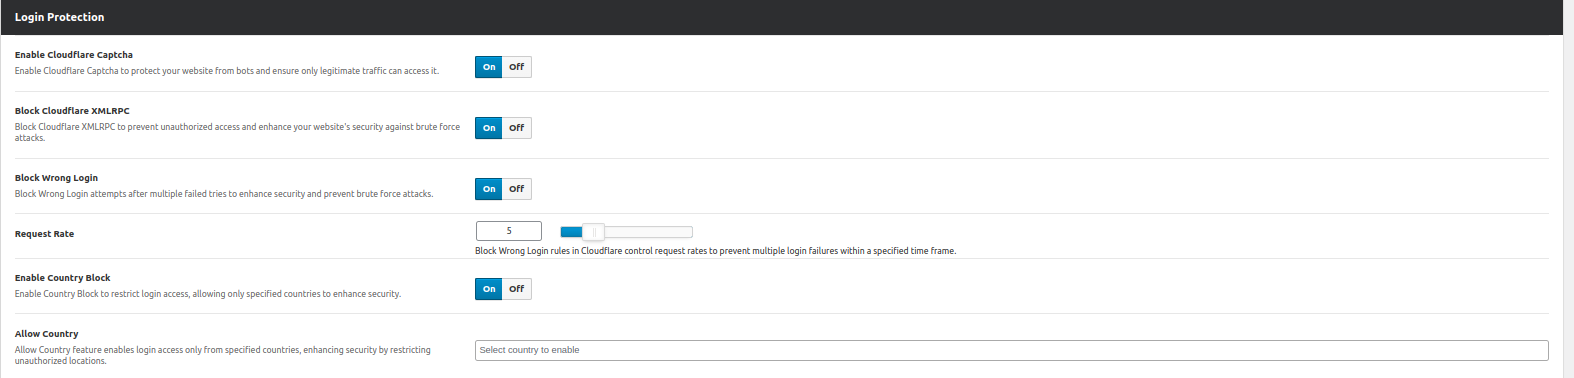 Login Protection
Enable Cloudflare Captcha
Enable Cloudflare Captcha to protect your website from bots and ensure only legitimate traffic can access it.
On Off
Block Cloudflare XMLRPC
Block Cloudflare XMLRPC to prevent unauthorized access and enhance your website's security against brute force
attacks.
On Off
Block Wrong Login
Block Wrong Login attempts after multiple failed tries to enhance security and prevent brute force attacks.
On Off
Request Rate
5
Block Wrong Login rules in Cloudflare control request rates to prevent multiple login failures within a specified time frame.
Enable Country Block
Enable Country Block to restrict login access, allowing only specified countries to enhance security.
On Off
Allow Country
Allow Country feature enables login access only from specified countries, enhancing security by restricting
unauthorized locations.
Select country to enable